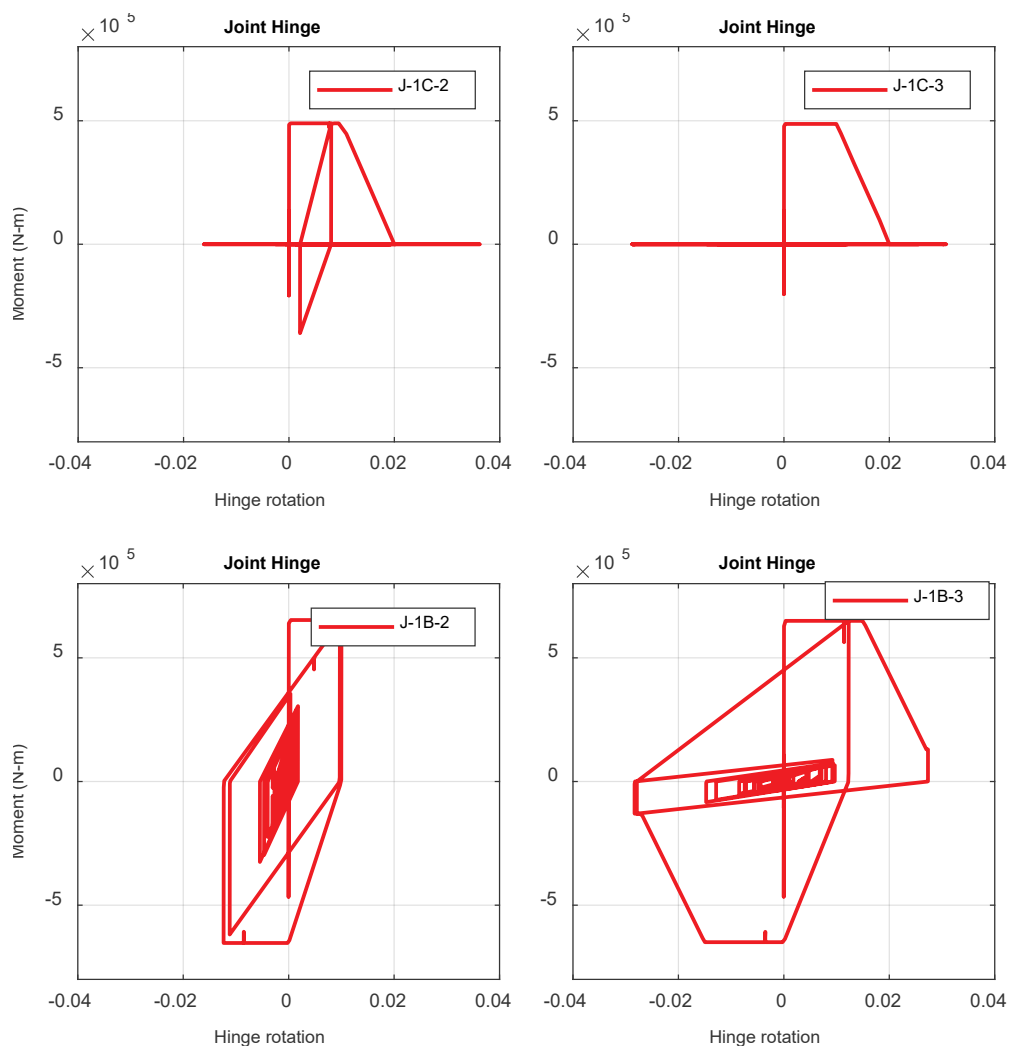 × 10 5
Joint Hinge
J-1C-2
5
0
-5
Moment (N-m)
-0.04
-0.02
0
0.02
0.04
Hinge rotation
× 10 5
Joint Hinge
J-1C-3
5
0
-5
-0.04
-0.02
0
0.02
0.04
Hinge rotation
× 10 5
Joint Hinge
J-1B-2
5
0
-5
Moment (N-m)
-0.04
-0.02
0
0.02
0.04
Hinge rotation
× 10 5
Joint Hinge
J-1B-3
5
0
-5
-0.04
-0.02
0
0.02
0.04
Hinge rotation